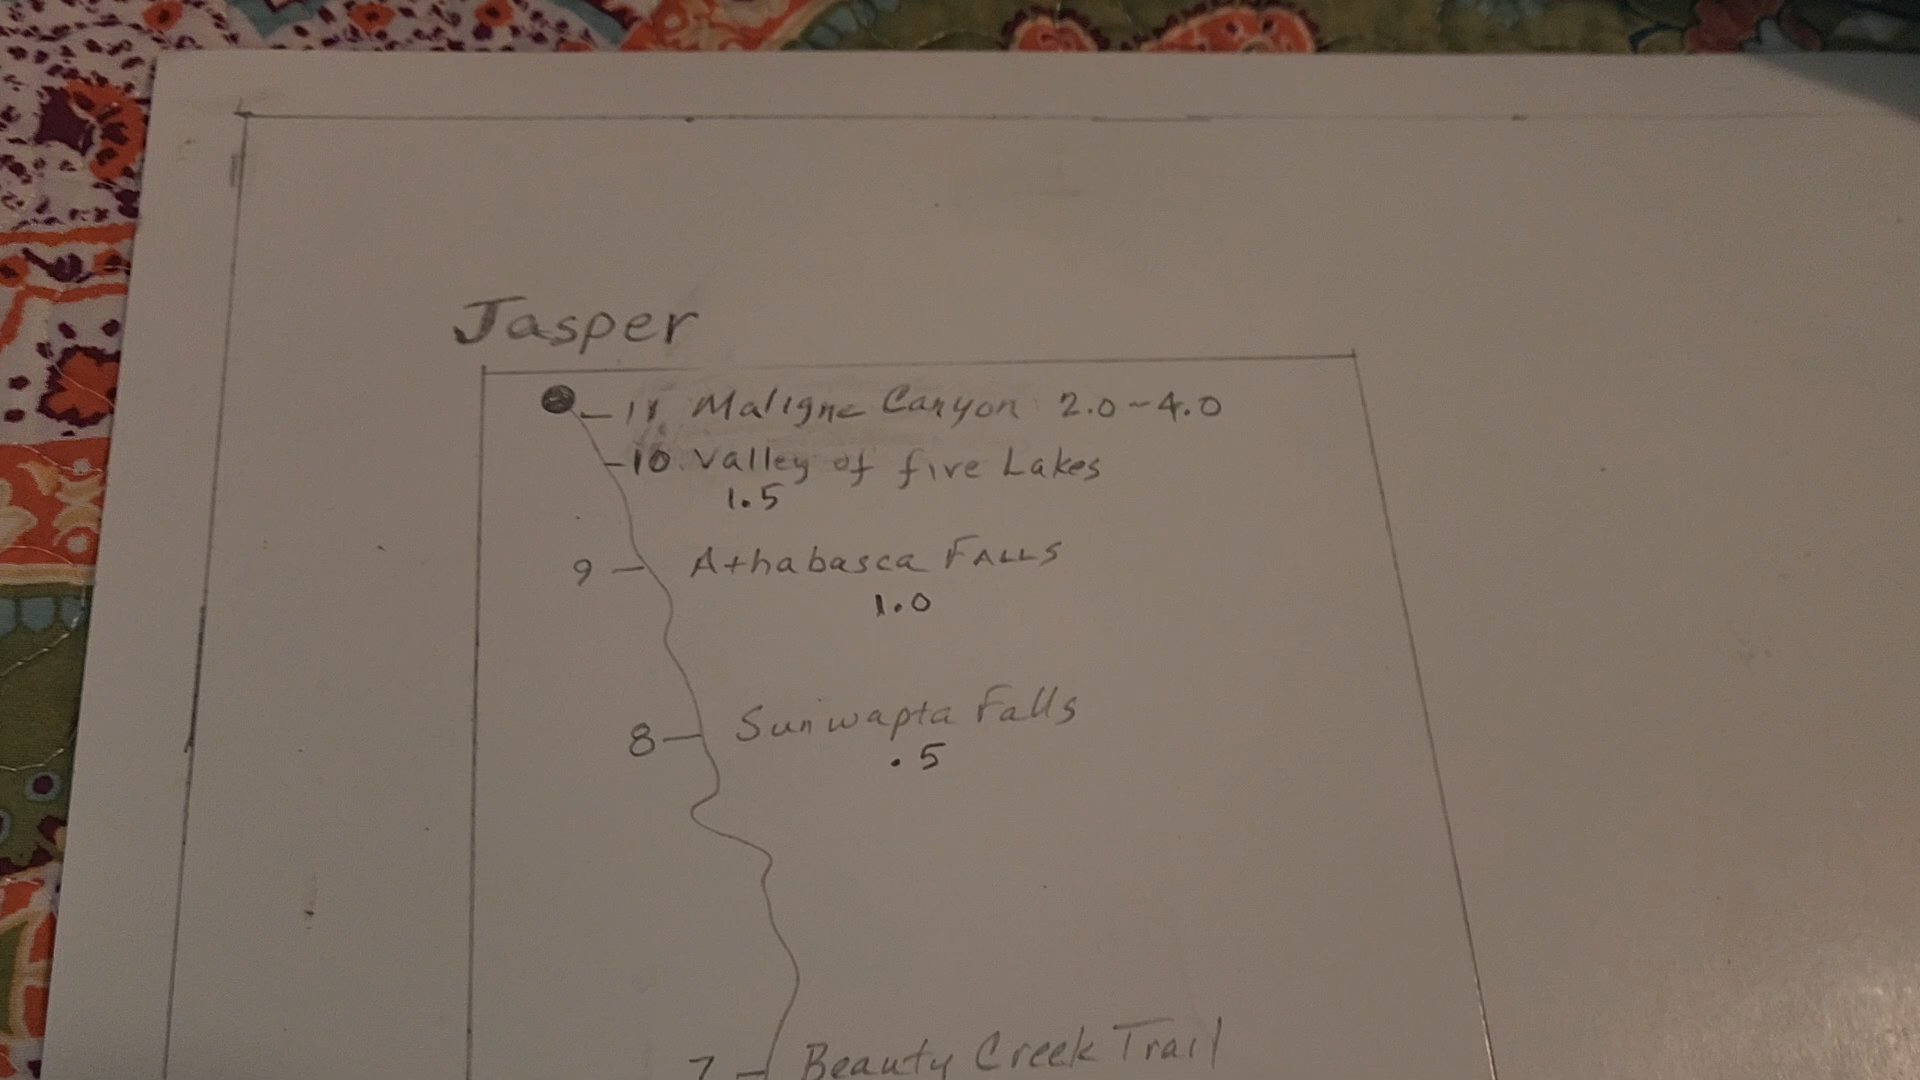 Jasper
11 Maligne Canyon 2.0-4.0
10. Valley of five Lakes
1.5
9 Athabasca FALLS
1.0
8 Sunwapta Falls
.5
7 Beauty Creek Trail